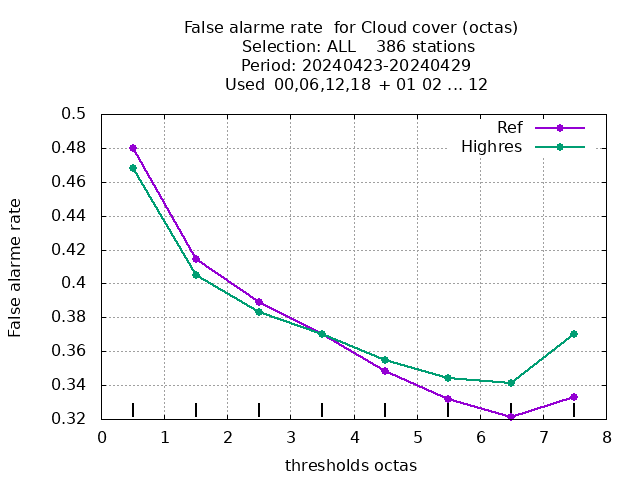 False alarme rate  for Cloud cover (octas)
Selection: ALL    386 stations
Period: 20240423-20240429
Used  00,06,12,18  + 01 02 ... 12
Ref
Highres
0.5
0.48
0.46
0.44
0.42
0.4
0.38
0.36
0.34
0.32
False alarme rate
0 1 2 3 4 5 6 7 8
thresholds octas